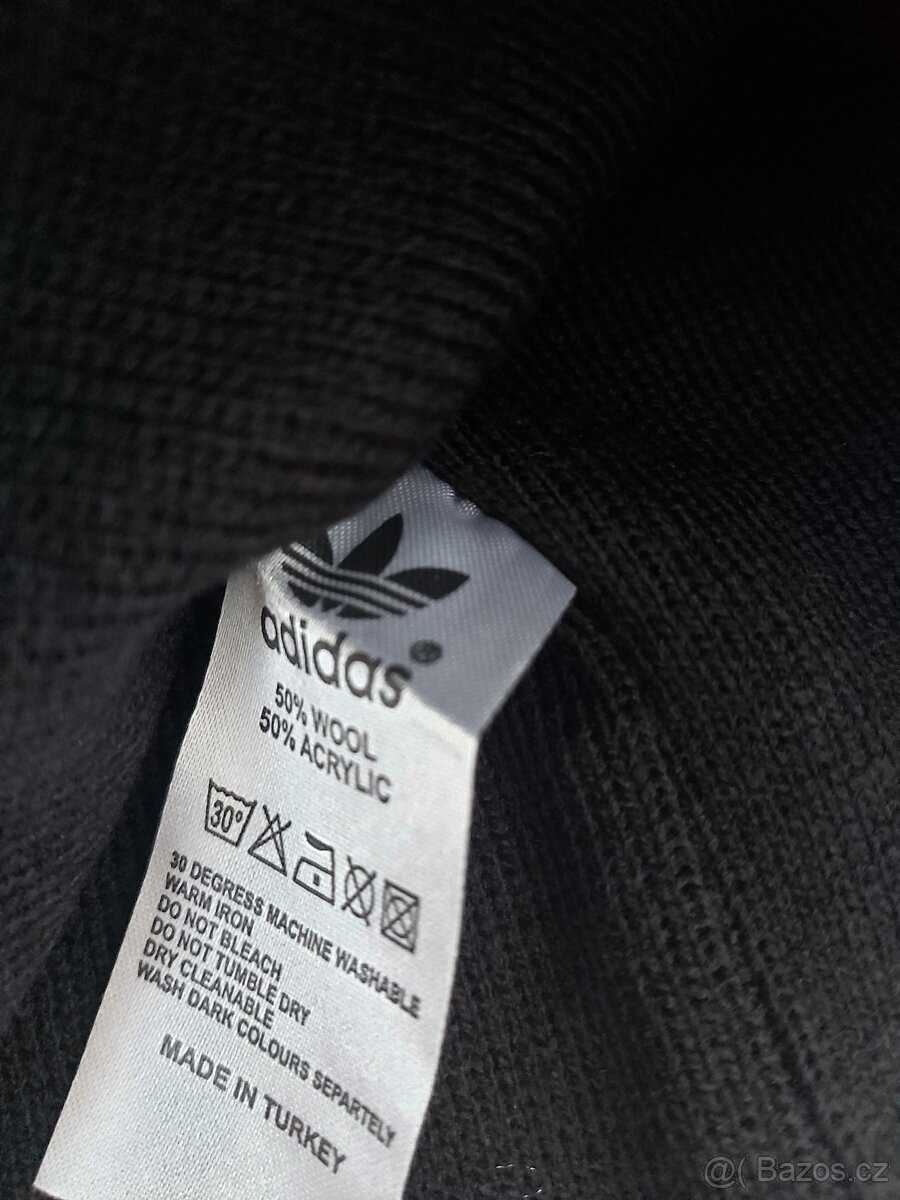 adidas®
50% WOOL
50% ACRYLIC
30°
30 DEGRESS MACHINE WASHABLE
WARM IRON
DO NOT BLEACH
DO NOT TUMBLE DRY
DRY CLEANABLE
WASH DARK COLOURS SEPARTELY
MADE IN TURKEY
@( Bazos.cz